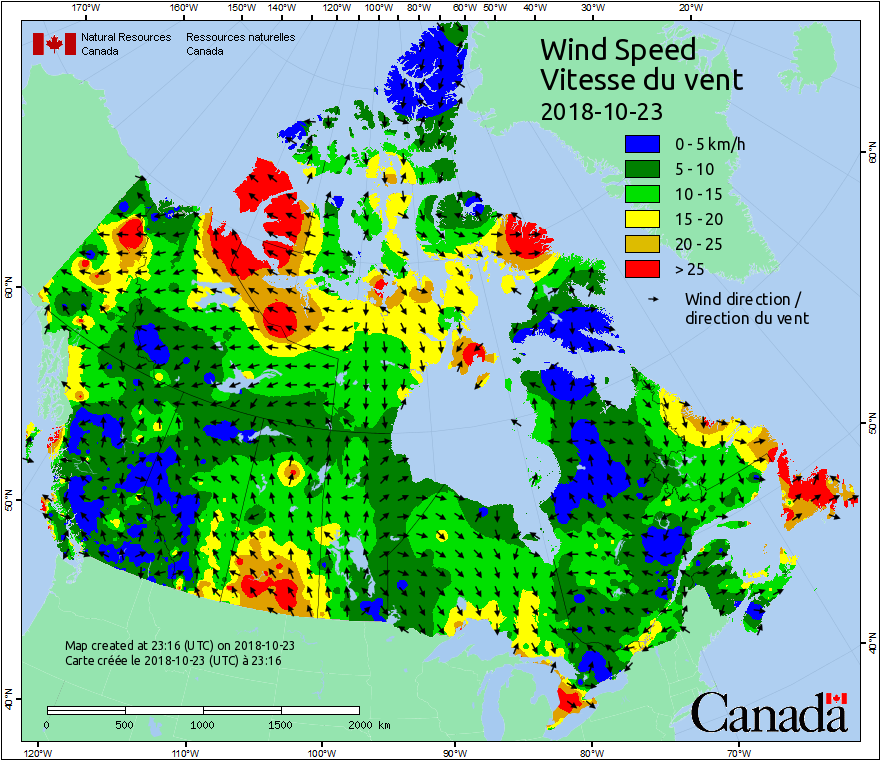 170°W 160°W 150°W 140°W 130°W 120°W 110°W 100°W 90°W 80°W 70°W 60°W 50°W 40°W 30°W 20°W
Natural Resources Ressources naturelles
Canada Canada
Wind Speed
Vitesse du vent
2018-10-23
0 - 5 km/h
5 - 10
10 - 15
15 - 20
20 - 25
> 25
Wind direction /
direction du vent
60°N
60°N
50°N
50°N
40°N
40°N
Map created at 23:16 (UTC) on 2018-10-23
Carte créée le 2018-10-23 (UTC) à 23:16
0 500 1000 1500 2000 km
Canada
120°W 110°W 100°W 90°W 80°W 70°W